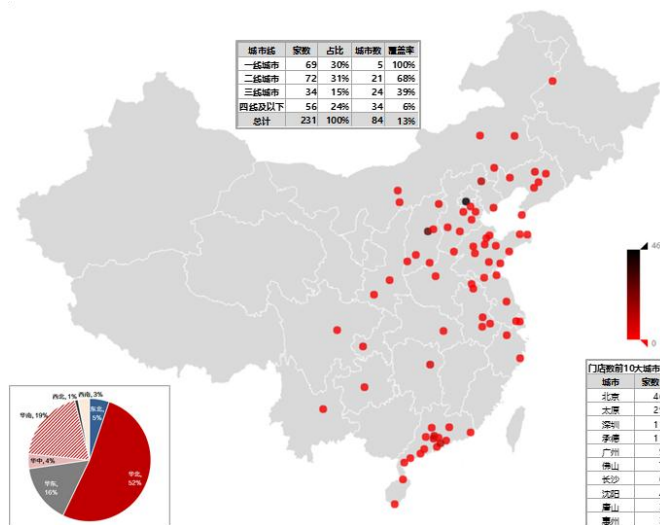 城市线 家数 占比 城市数 覆盖率
一线城市 69 30% 5 100%
二线城市 72 31% 21 68%
三线城市 34 15% 24 39%
四线及以下 56 24% 34 6%
总计 231 100% 84 13%
46
0
门店数前10大城市
城市 家数
北京
太原
深圳
承德
广州
佛山
长沙
沈阳
唐山
惠州
西北, 1%
西南, 3%
东北, 5%
华南, 19%
华中, 4%
华东, 16%
华北, 52%